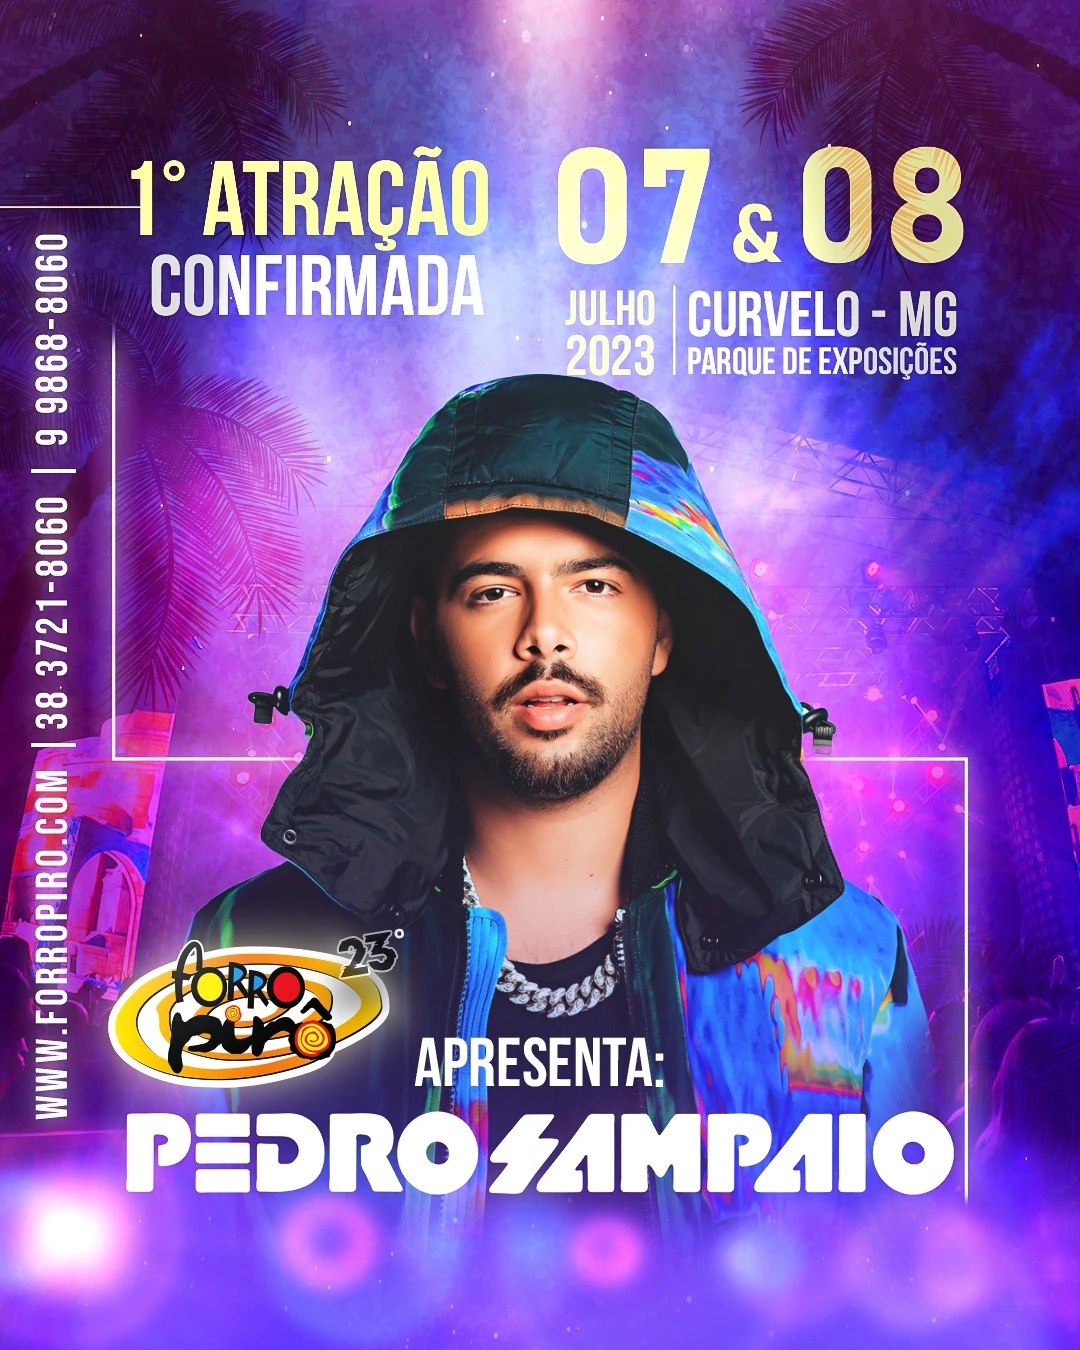 1° ATRAÇÃO
CONFIRMADA
07 & 08
JULHO
2023
CURVELO - MG
PARQUE DE EXPOSIÇÕES
WWW.FORROPIRO.COM | 38 3721-8060 | 9 9868-8060
23°
FORRO
pirô
APRESENTA:
PEDRO SAMPAIO